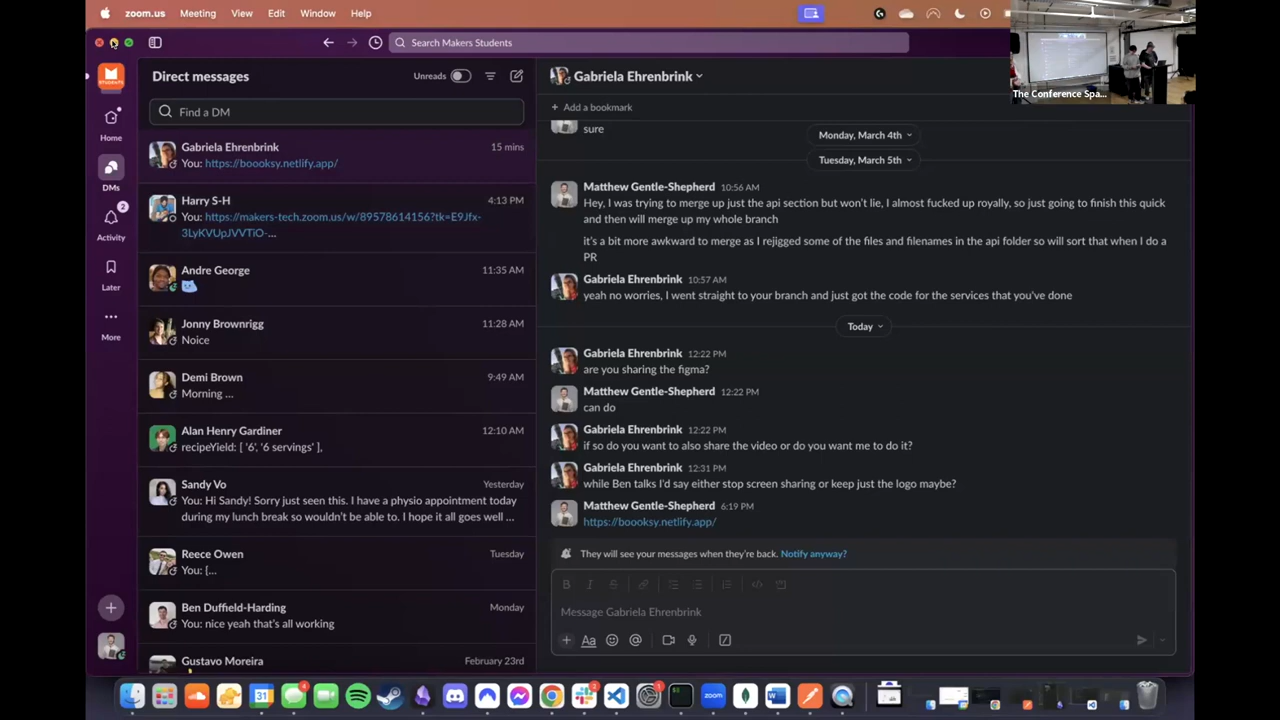 zoom.us Meeting View Edit Window Help
Search Makers Students
The Conference Spa...
STUDENTS
Home
DMs
2
Activity
Later
More
Direct messages
Unreads
Find a DM
Gabriela Ehrenbrink 15 mins
You: https://boooksy.netlify.app/
Harry S-H 4:13 PM
You: https://makers-tech.zoom.us/w/89578614156?tk=E9Jfx-
3LyKVUpJVVTiO-...
Andre George 11:35 AM
Jonny Brownrigg 11:28 AM
Noice
Demi Brown 9:49 AM
Morning ...
Alan Henry Gardiner 12:10 AM
recipeYield: [ '6', '6 servings' ],
Sandy Vo Yesterday
You: Hi Sandy! Sorry just seen this. I have a physio appointment today
during my lunch break so wouldn't be able to. I hope it all goes well ...
Reece Owen Tuesday
You: {...
Ben Duffield-Harding Monday
You: nice yeah that's all working
Gustavo Moreira February 23rd
Gabriela Ehrenbrink
+ Add a bookmark
sure
Monday, March 4th
Tuesday, March 5th
Matthew Gentle-Shepherd 10:56 AM
Hey, I was trying to merge up just the api section but won't lie, I almost fucked up royally, so just going to finish this quick
and then will merge up my whole branch
it's a bit more awkward to merge as I rejigged some of the files and filenames in the api folder so will sort that when I do a
PR
Gabriela Ehrenbrink 10:57 AM
yeah no worries, I went straight to your branch and just got the code for the services that you've done
Today
Gabriela Ehrenbrink 12:22 PM
are you sharing the figma?
Matthew Gentle-Shepherd 12:22 PM
can do
Gabriela Ehrenbrink 12:22 PM
if so do you want to also share the video or do you want me to do it?
Gabriela Ehrenbrink 12:31 PM
while Ben talks I'd say either stop screen sharing or keep just the logo maybe?
Matthew Gentle-Shepherd 6:19 PM
https://boooksy.netlify.app/
They will see your messages when they're back. Notify anyway?
Message Gabriela Ehrenbrink
Aa
zoom